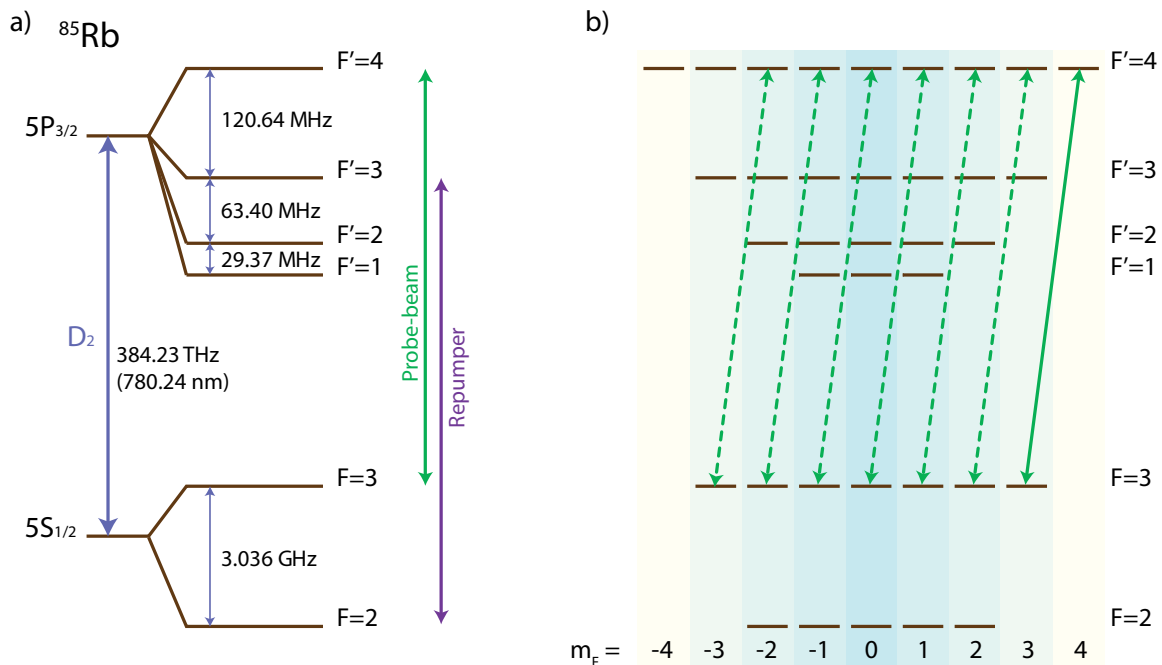 a)
⁸⁵Rb
F'=4
120.64 MHz
5P₃/₂
F'=3
63.40 MHz
F'=2
29.37 MHz
F'=1
D₂
384.23 THz
(780.24 nm)
Probe-beam
Repumper
F=3
5S₁/₂
3.036 GHz
F=2
b)
F'=4
F'=3
F'=2
F'=1
F=3
F=2
m_F = -4 -3 -2 -1 0 1 2 3 4